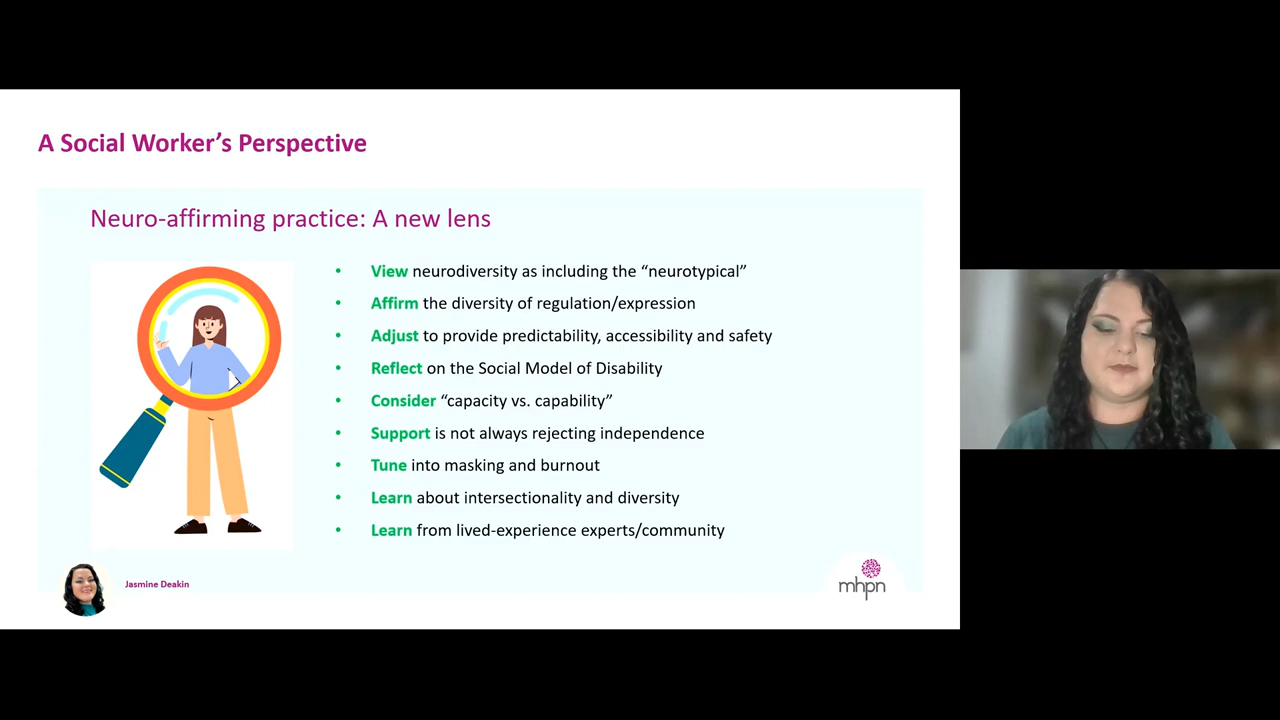 A Social Worker’s Perspective
Neuro-affirming practice: A new lens
• View neurodiversity as including the “neurotypical”
• Affirm the diversity of regulation/expression
• Adjust to provide predictability, accessibility and safety
• Reflect on the Social Model of Disability
• Consider “capacity vs. capability”
• Support is not always rejecting independence
• Tune into masking and burnout
• Learn about intersectionality and diversity
• Learn from lived-experience experts/community
Jasmine Deakin
mhpn